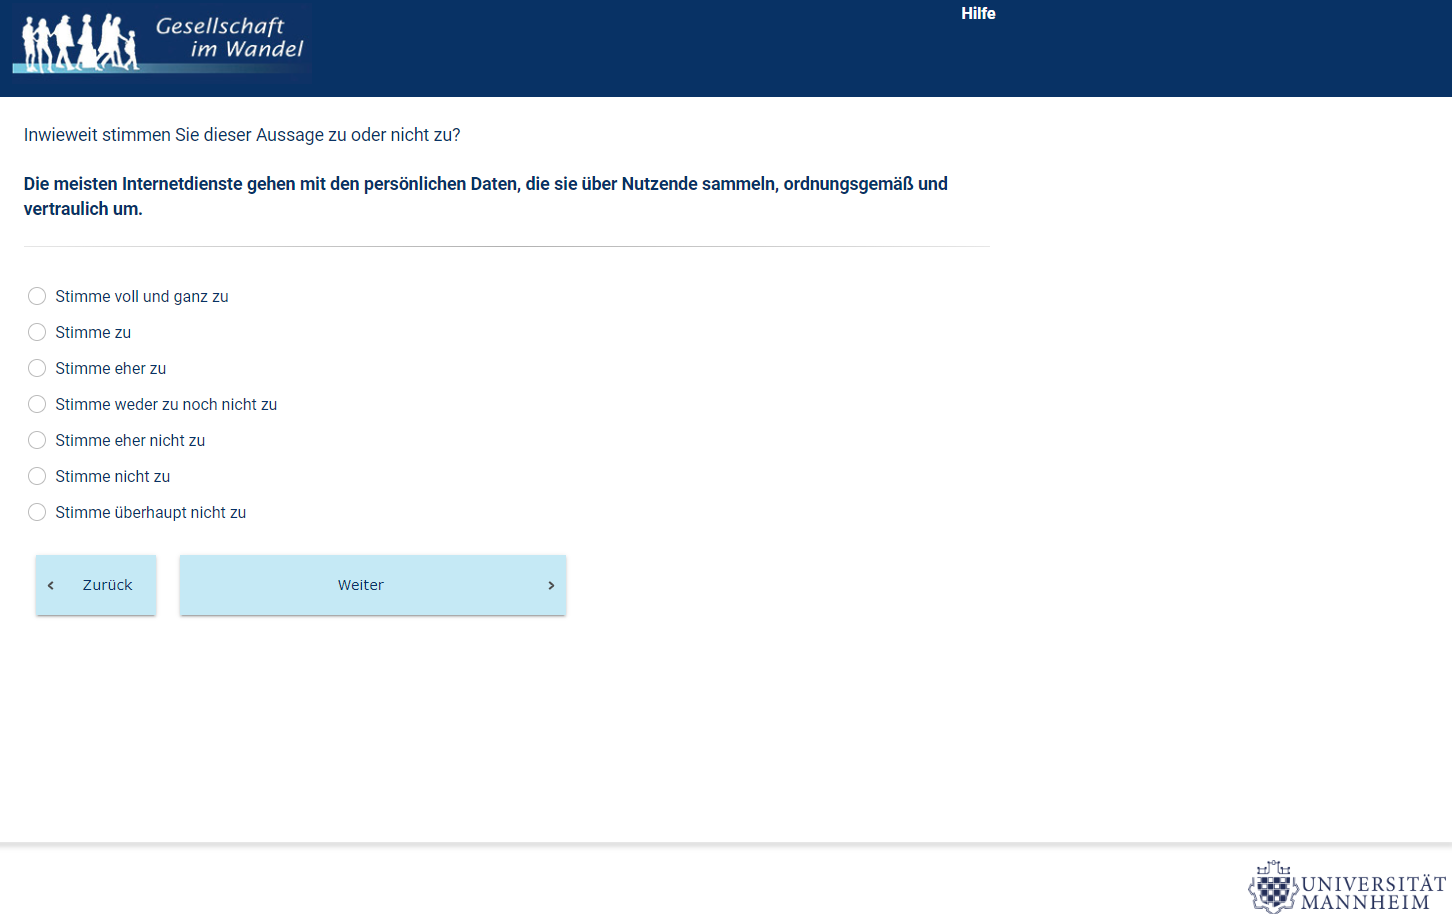 Gesellschaft
im Wandel
Hilfe
Inwieweit stimmen Sie dieser Aussage zu oder nicht zu?
Die meisten Internetdienste gehen mit den persönlichen Daten, die sie über Nutzende sammeln, ordnungsgemäß und
vertraulich um.
Stimme voll und ganz zu
Stimme zu
Stimme eher zu
Stimme weder zu noch nicht zu
Stimme eher nicht zu
Stimme nicht zu
Stimme überhaupt nicht zu
Zurück
Weiter
UNIVERSITÄT
MANNHEIM